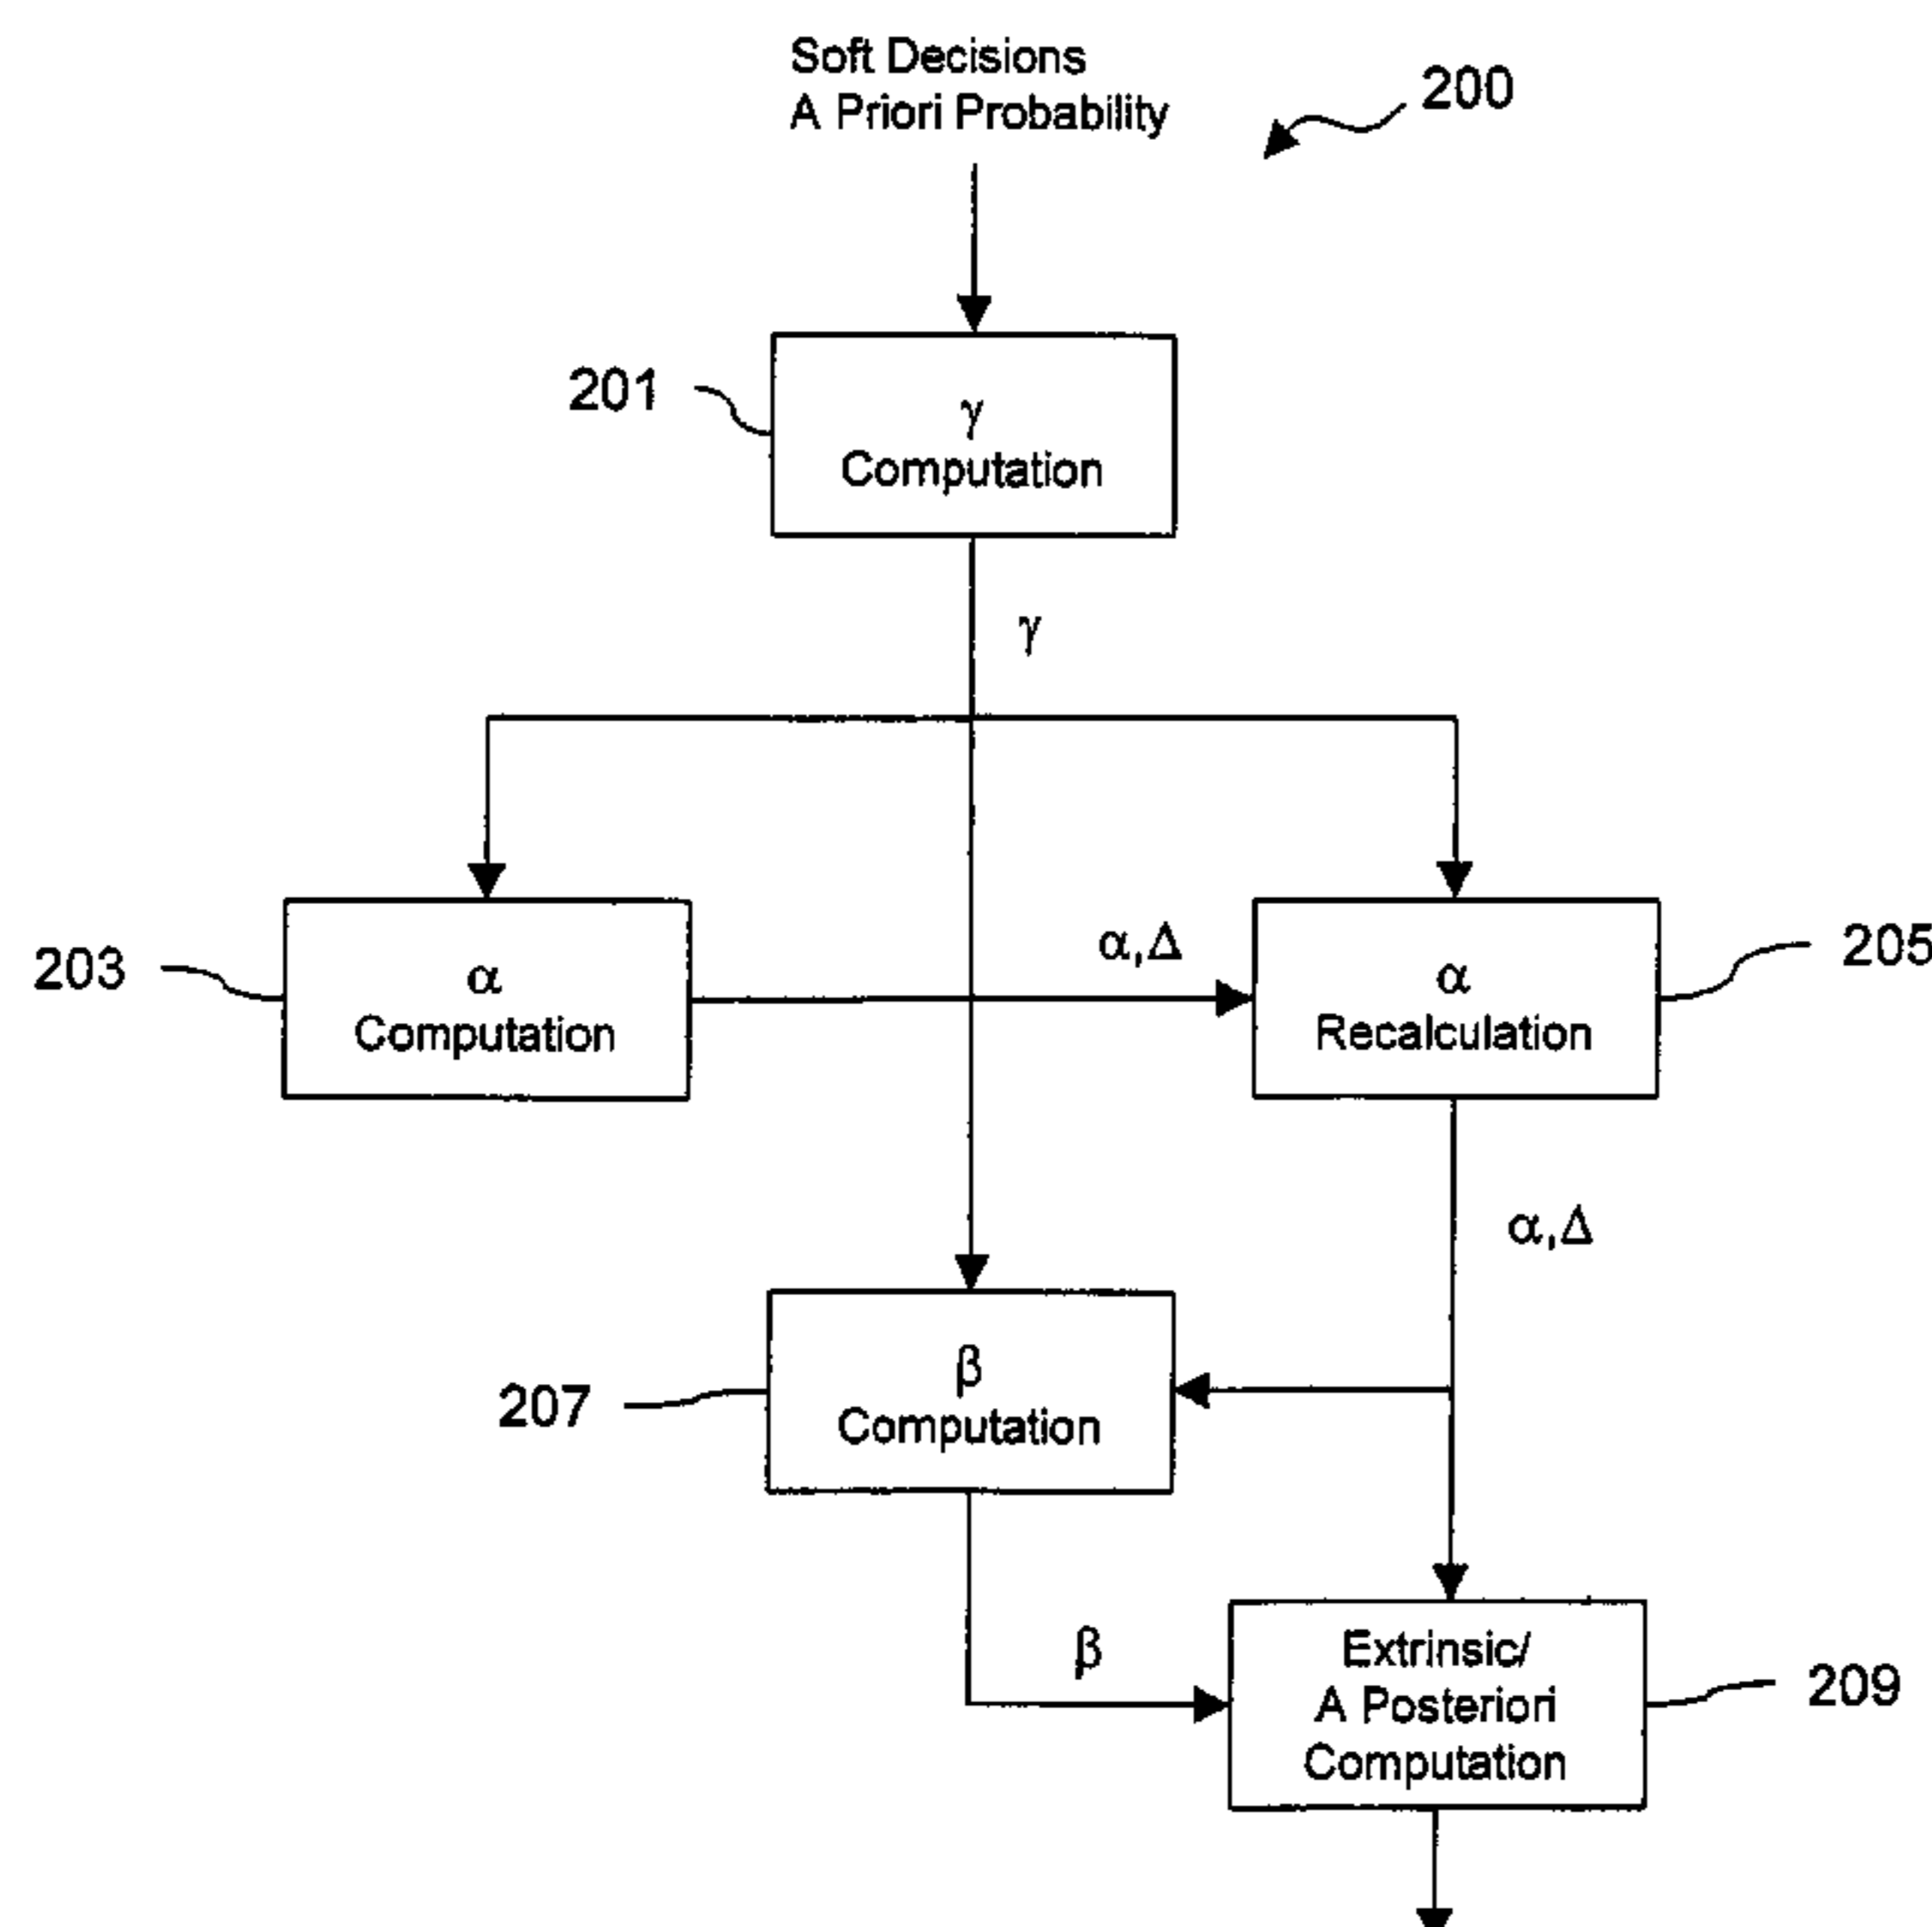 Soft Decisions
A Priori Probability
200
201
γ
Computation
γ
203
α
Computation
α,Δ
α
Recalculation
205
α,Δ
207
β
Computation
β
Extrinsic/
A Posteriori
Computation
209